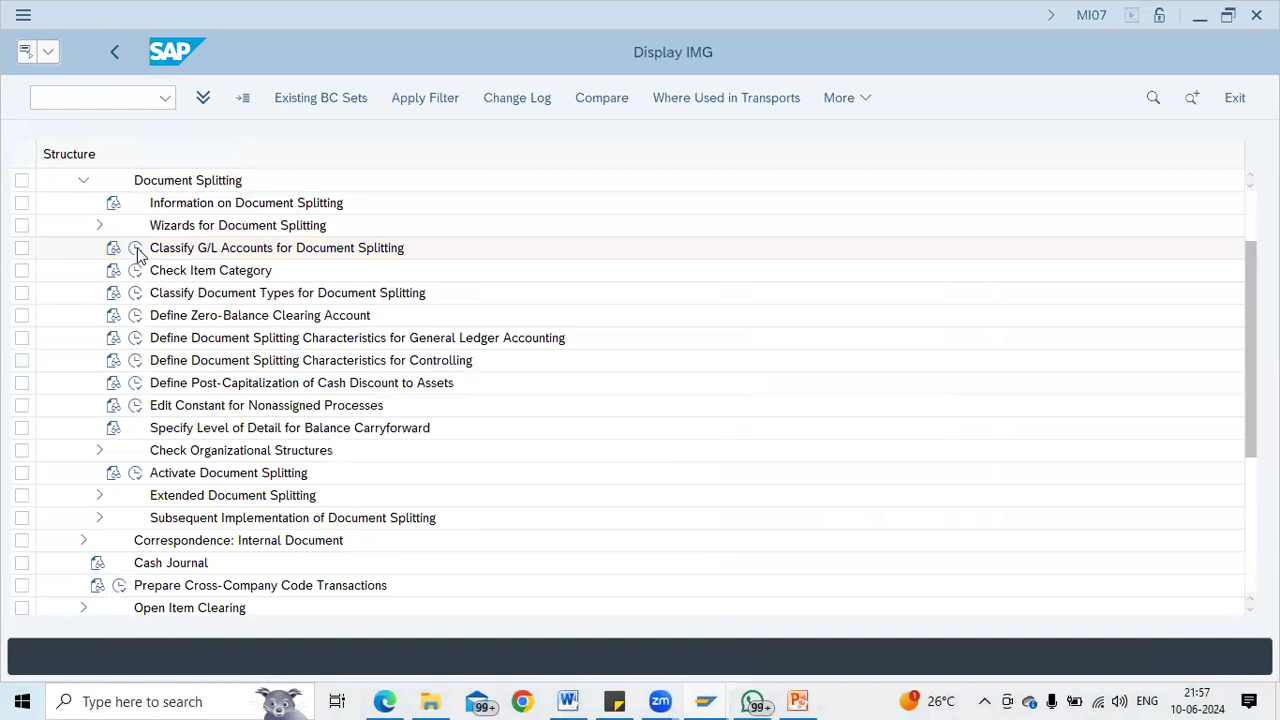 MI07
SAP
Display IMG
Existing BC Sets
Apply Filter
Change Log
Compare
Where Used in Transports
More
Exit
Structure
Document Splitting
Information on Document Splitting
Wizards for Document Splitting
Classify G/L Accounts for Document Splitting
Check Item Category
Classify Document Types for Document Splitting
Define Zero-Balance Clearing Account
Define Document Splitting Characteristics for General Ledger Accounting
Define Document Splitting Characteristics for Controlling
Define Post-Capitalization of Cash Discount to Assets
Edit Constant for Nonassigned Processes
Specify Level of Detail for Balance Carryforward
Check Organizational Structures
Activate Document Splitting
Extended Document Splitting
Subsequent Implementation of Document Splitting
Correspondence: Internal Document
Cash Journal
Prepare Cross-Company Code Transactions
Open Item Clearing
Type here to search
99+
W
zm
99+
P
1
26°C
ENG
21:57
10-06-2024